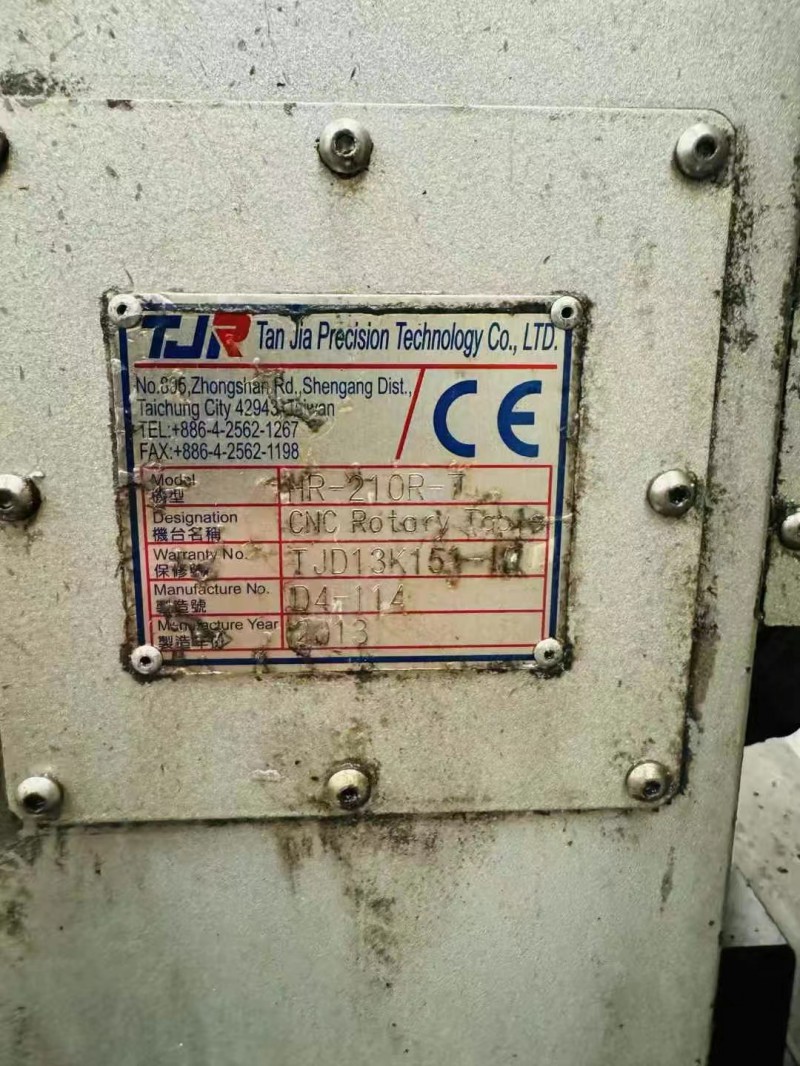 TJR Tan Jia Precision Technology Co., LTD.
Zhongshan Rd., Shengang Dist.,
Taichung City 42943, Taiwan
TEL:+886-4-2562-1267
FAX:+886-4-2562-1198
CE
Model HR-210R-T
機型
Designation CNC Rotary Table
機台名稱
Warranty No.
保修號
Manufacture No. D4-114
製造號
Manufacture Year 2013
製造年份